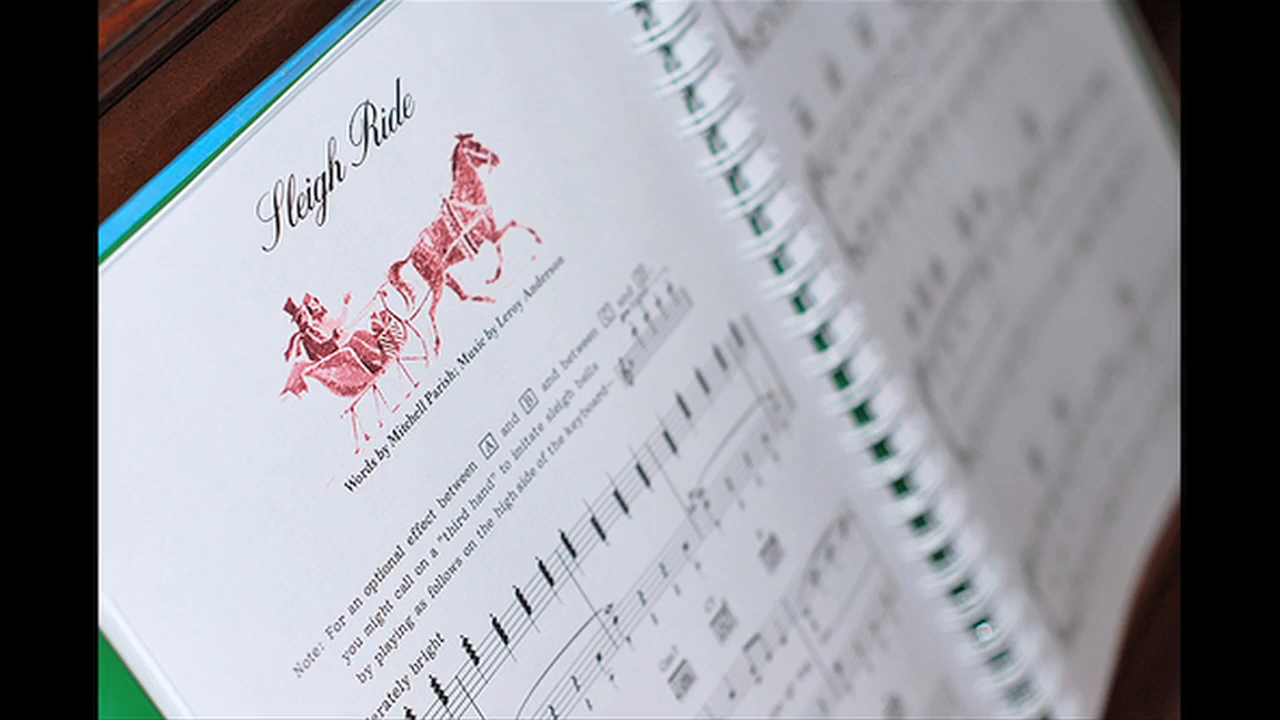 Sleigh Ride
Words by Mitchell Parish; Music by Leroy Anderson
Note: For an optional effect between A and B and between C and D
you might call on a "third hand" to imitate sleigh bells
by playing as follows on the high side of the keyboard—
erately bright